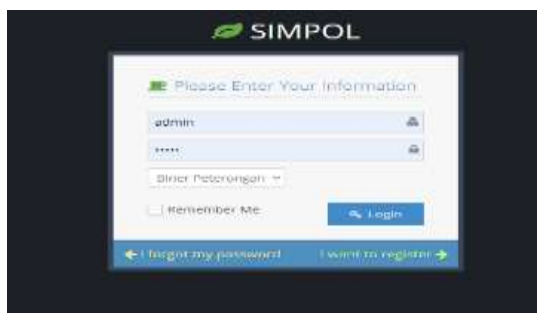 SIMPOL
Please Enter Your Information
admin
•••••
Biner Peterongan
Remember Me
Login
I forgot my password
I want to register